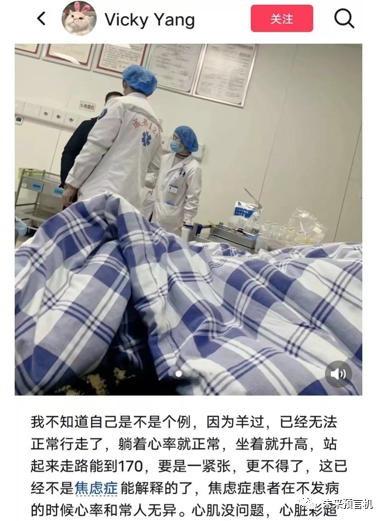 Vicky Yang
关注
我不知道自己是不是个例，因为羊过，已经无法
正常行走了，躺着心率就正常，坐着就升高，站
起来走路能到170，要是一紧张，更不得了，这已
经不是焦虑症能解释的了，焦虑症患者在不发病
的时候心率和常人无异。心肌没问题，心脏彩超
未来预言机